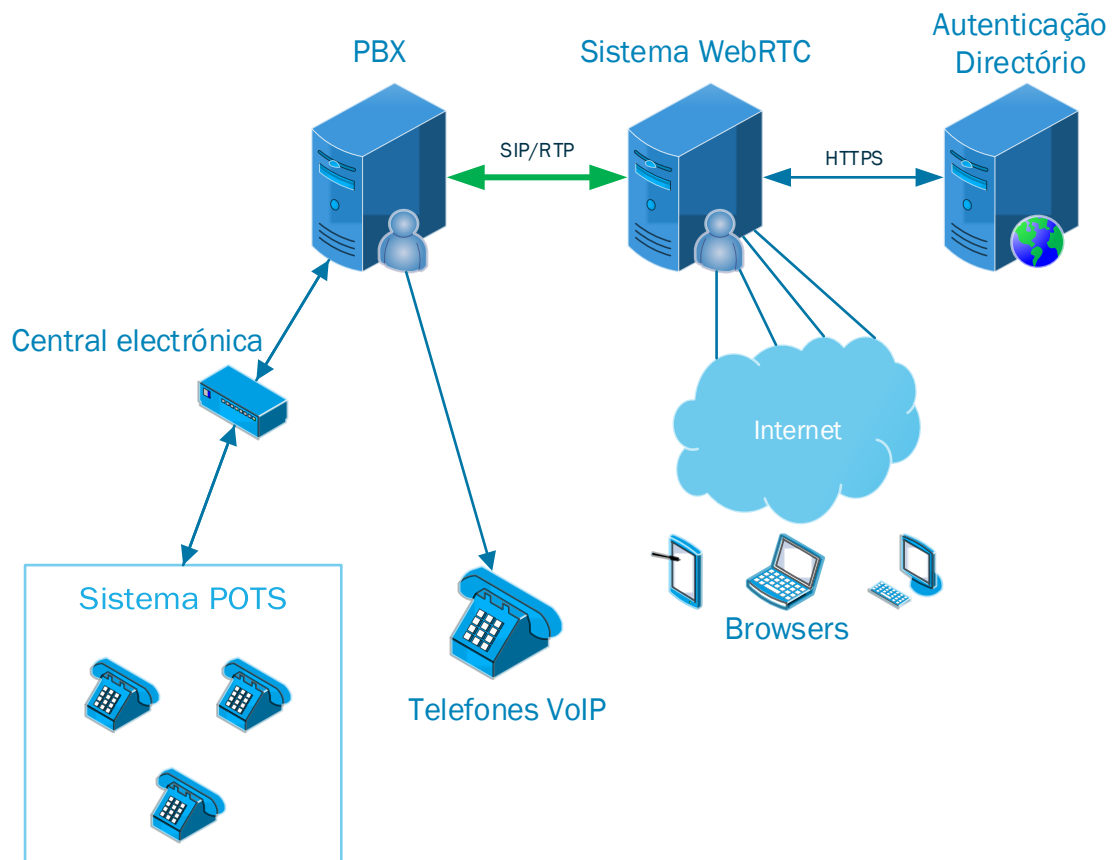 PBX
Sistema WebRTC
Autenticação
Directório
SIP/RTP
HTTPS
Central electrónica
Internet
Sistema POTS
Browsers
Telefones VoIP